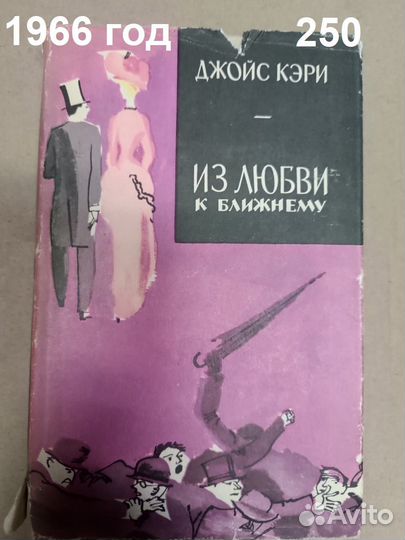 1966 год 250
ДЖОЙС КЭРИ
—
ИЗ ЛЮБВИ
К БЛИЖНЕМУ
Avito